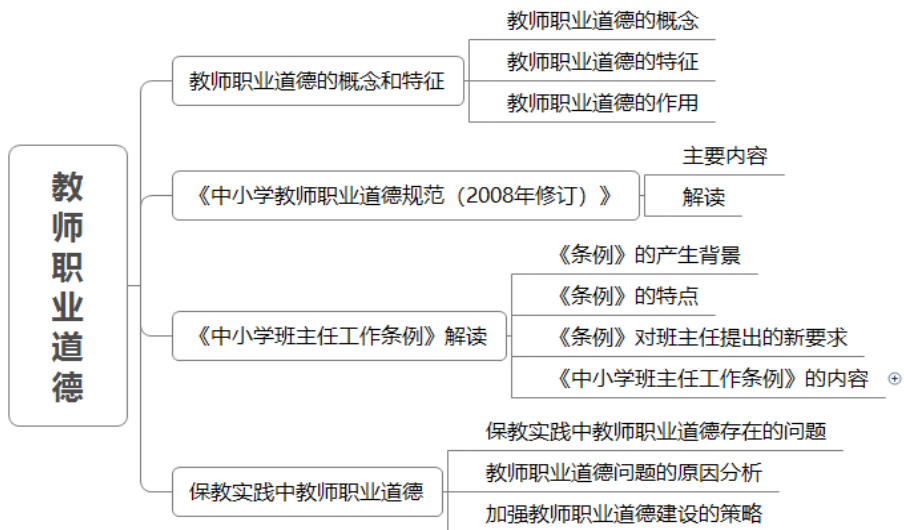 教师职业道德
教师职业道德的概念和特征
教师职业道德的概念
教师职业道德的特征
教师职业道德的作用
《中小学教师职业道德规范（2008年修订）》
主要内容
解读
《中小学班主任工作条例》解读
《条例》的产生背景
《条例》的特点
《条例》对班主任提出的新要求
《中小学班主任工作条例》的内容
保教实践中教师职业道德
保教实践中教师职业道德存在的问题
教师职业道德问题的原因分析
加强教师职业道德建设的策略